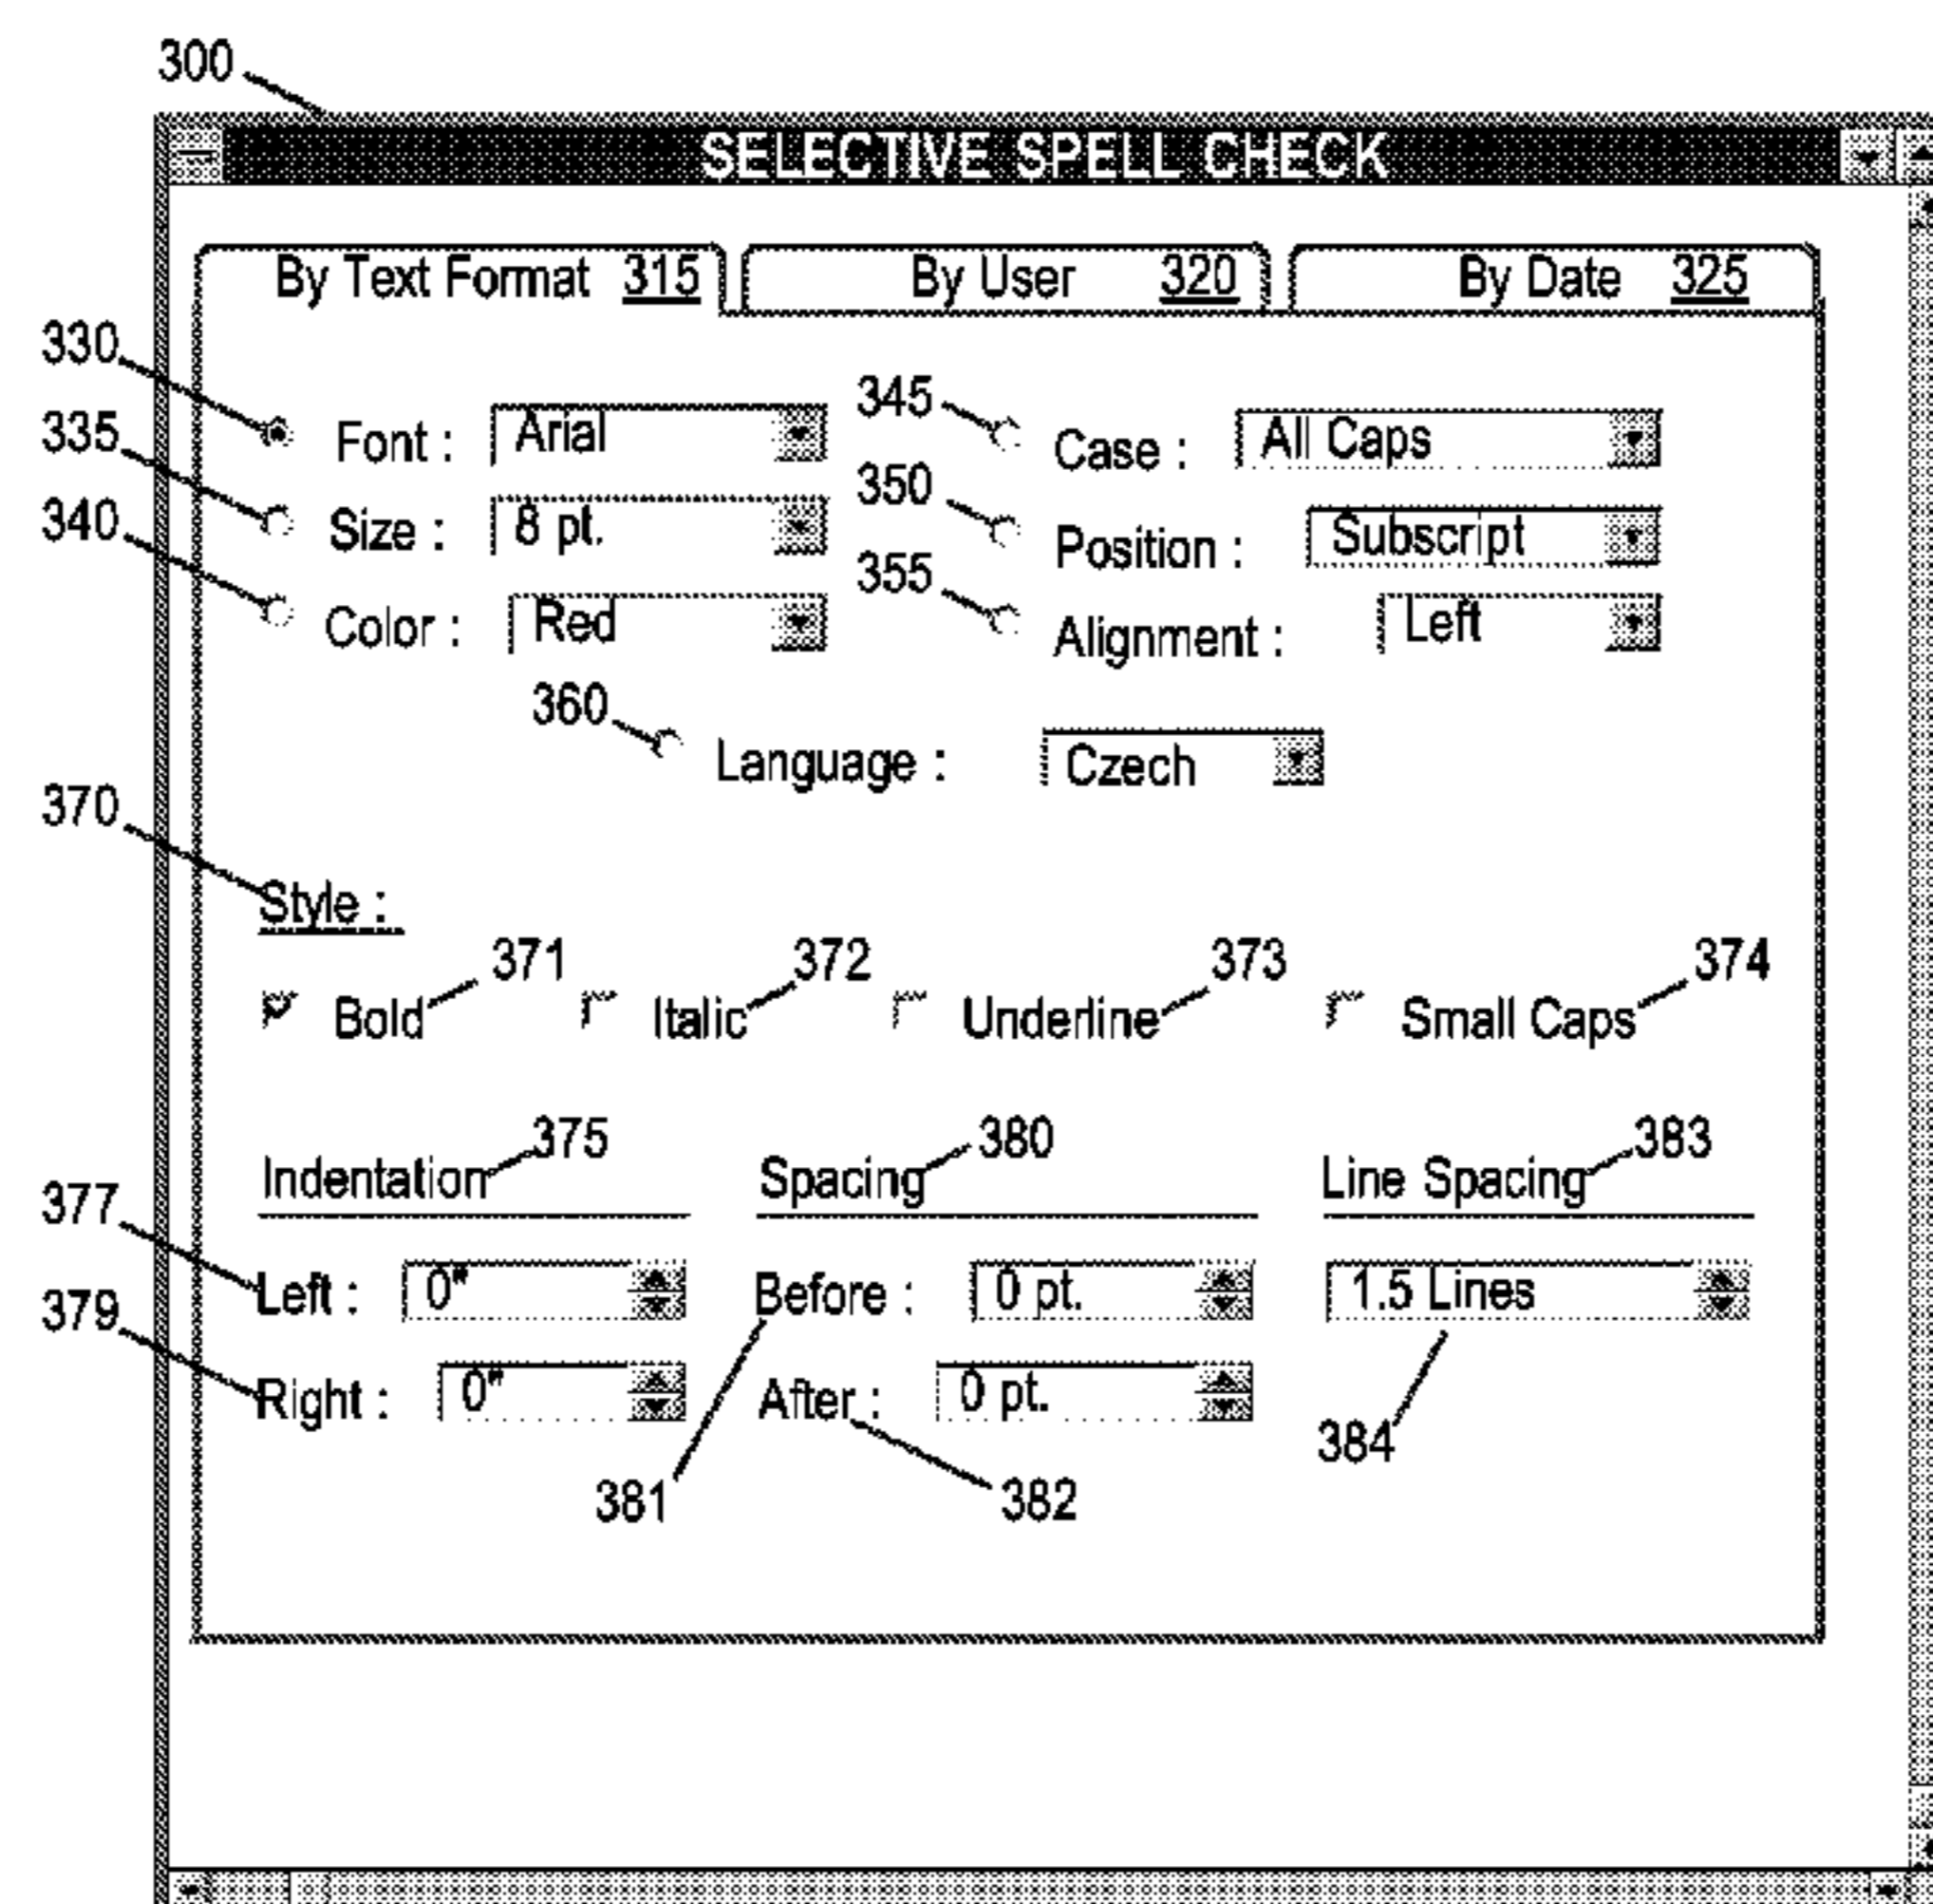 300
SELECTIVE SPELL CHECK
By Text Format 315 By User 320 By Date 325
330 Font : Arial 345 Case : All Caps
335 Size : 8 pt. 350 Position : Subscript
340 Color : Red 355 Alignment : Left
360 Language : Czech
370
Style :
371 372 373 374
Bold Italic Underline Small Caps
375 380 383
Indentation Spacing Line Spacing
377 Left : 0" Before : 0 pt. 1.5 Lines
379 Right : 0" After : 0 pt.
384
381 382